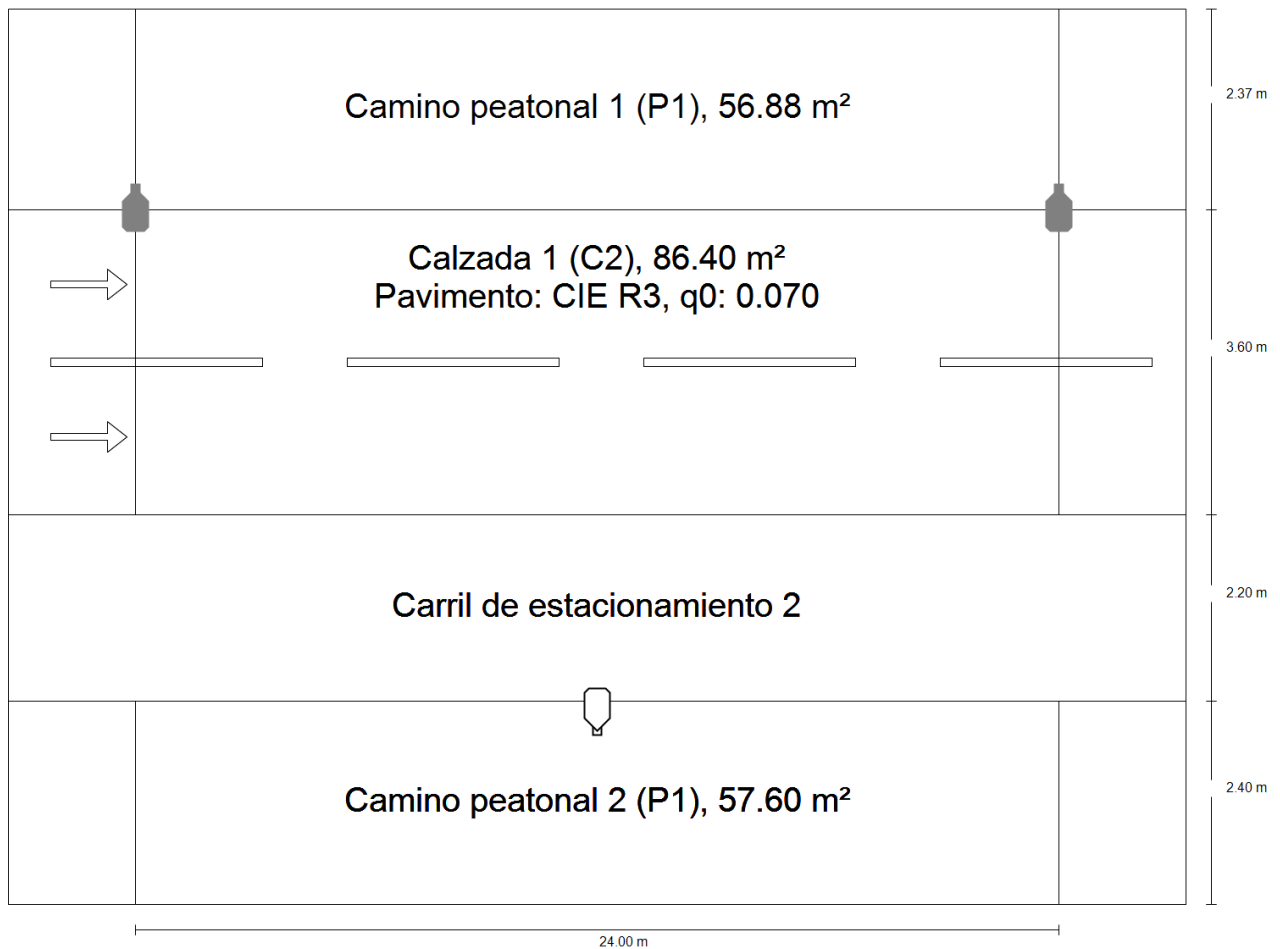 Camino peatonal 1 (P1), 56.88 m²
2.37 m
Calzada 1 (C2), 86.40 m²
Pavimento: CIE R3, q0: 0.070
3.60 m
Carril de estacionamiento 2
2.20 m
Camino peatonal 2 (P1), 57.60 m²
2.40 m
24.00 m